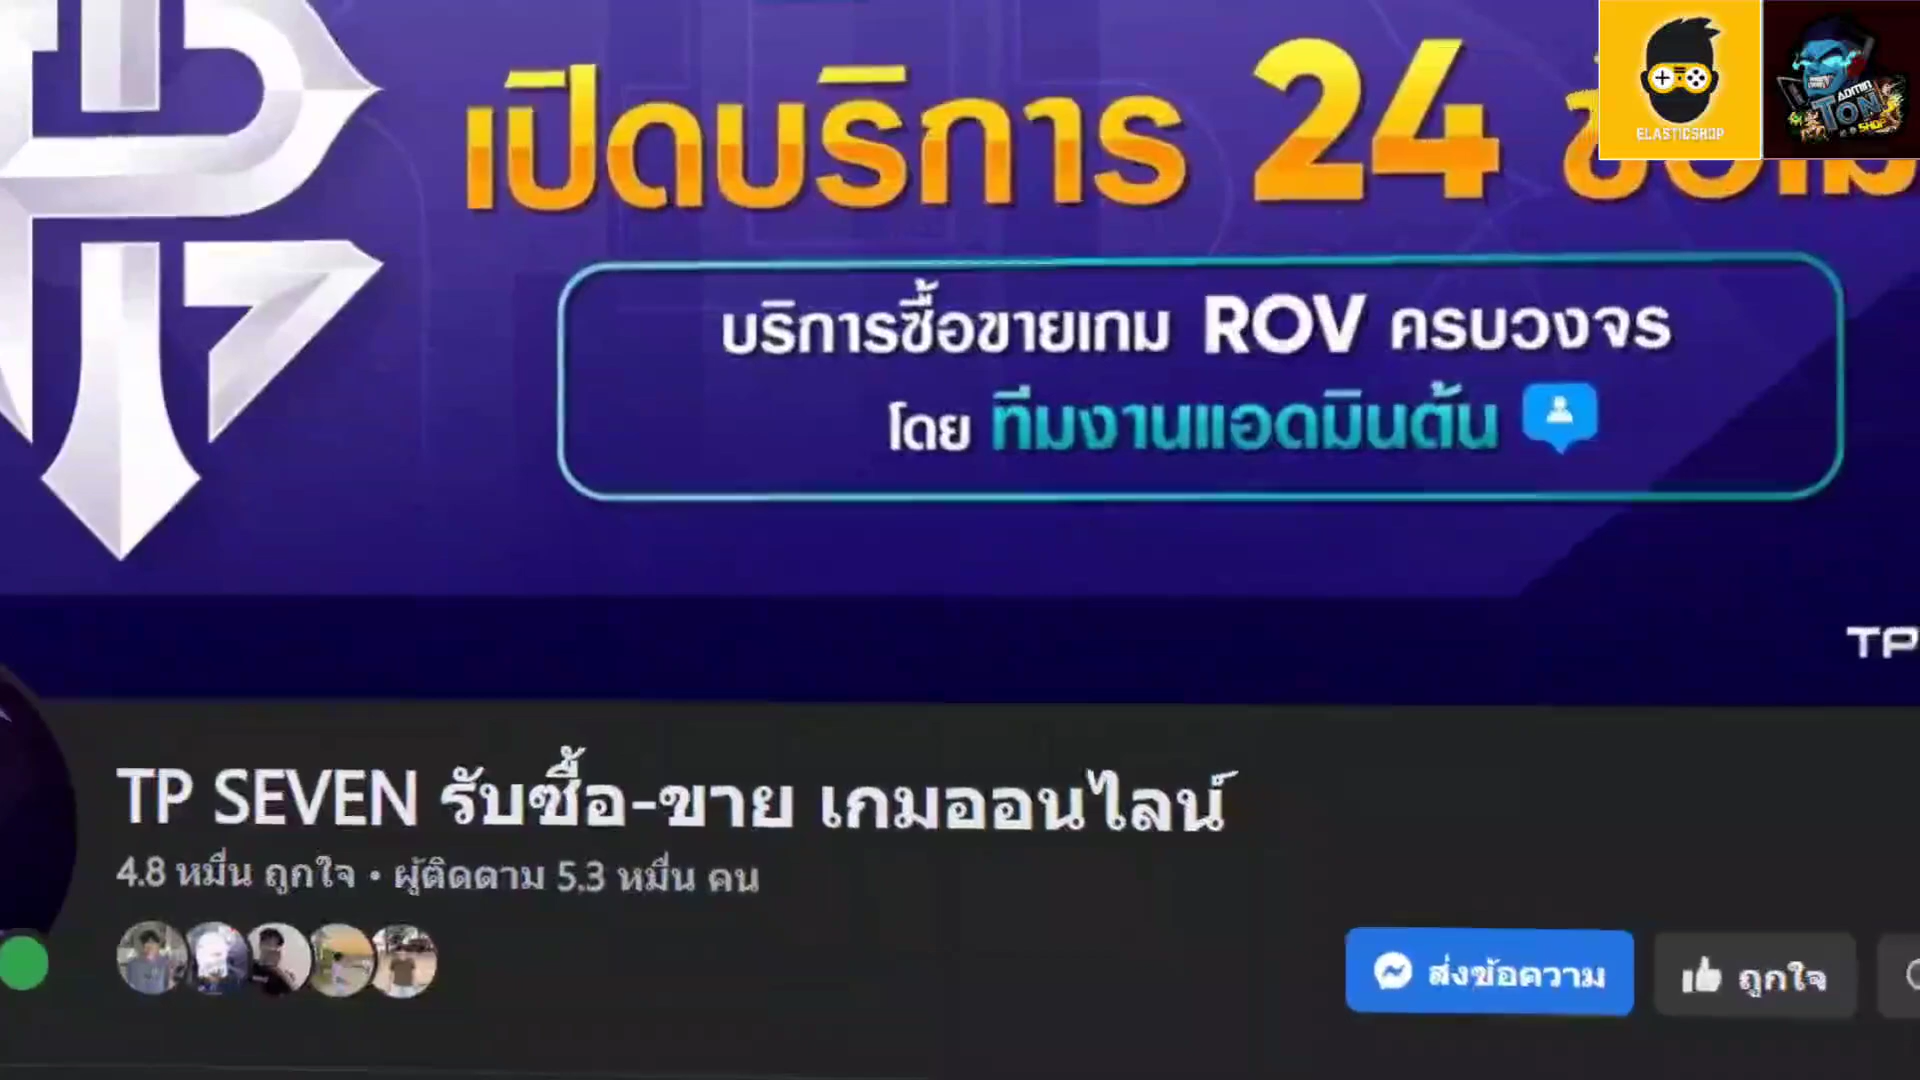 เปิดบริการ 24
ELASTICSHOP
ADMIN
TON
SHOP
บริการซื้อขายเกม ROV ครบวงจร
โดย ทีมงานแอดมินต้น
TP
TP SEVEN รับซื้อ-ขาย เกมออนไลน์
4.8 หมื่น ถูกใจ • ผู้ติดตาม 5.3 หมื่น คน
ส่งข้อความ
ถูกใจ